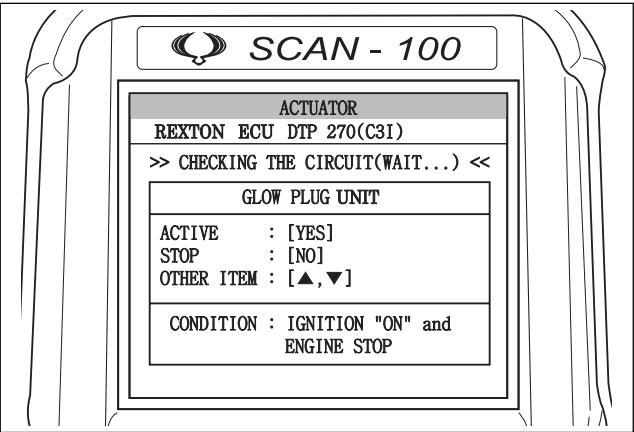 SCAN - 100
ACTUATOR
REXTON ECU DTP 270(C3I)
>> CHECKING THE CIRCUIT(WAIT...) <<
GLOW PLUG UNIT
ACTIVE : [YES]
STOP : [NO]
OTHER ITEM : [▲,▼]
CONDITION : IGNITION "ON" and
ENGINE STOP